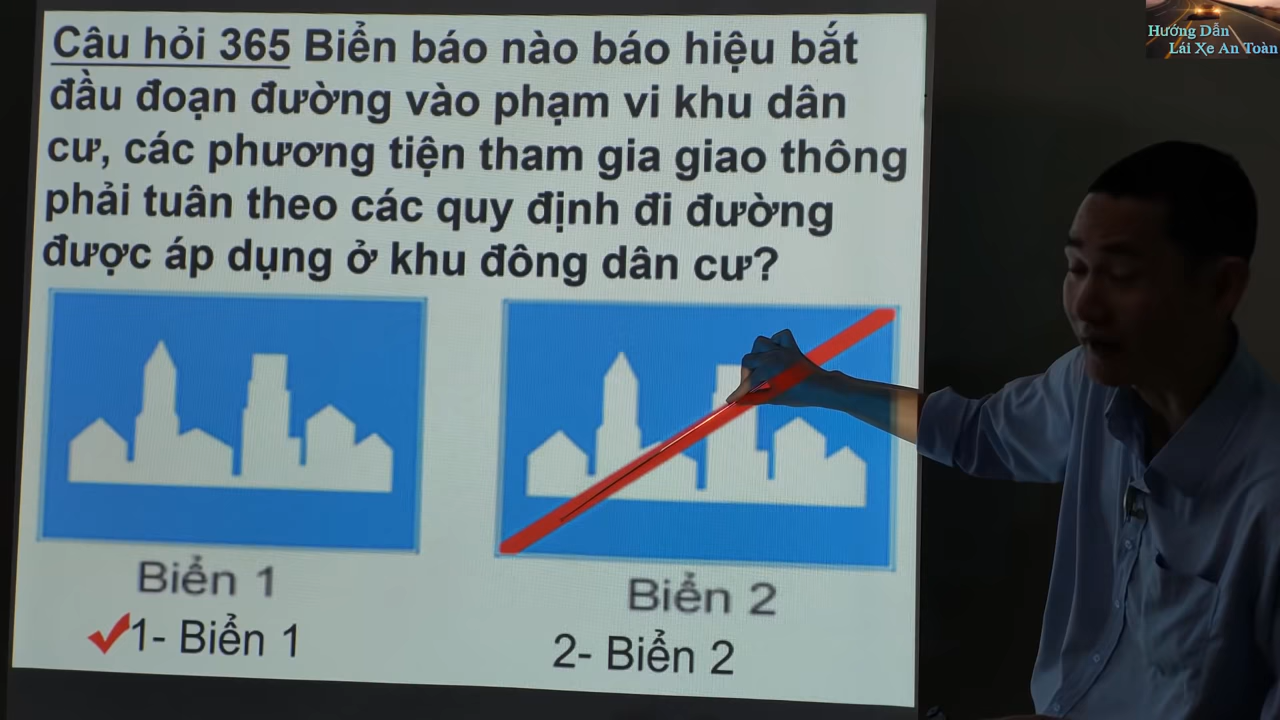 Hướng Dẫn
Lái Xe An Toàn
Câu hỏi 365 Biển báo nào báo hiệu bắt
đầu đoạn đường vào phạm vi khu dân
cư, các phương tiện tham gia giao thông
phải tuân theo các quy định đi đường
được áp dụng ở khu đông dân cư?
Biển 1
Biển 2
1- Biển 1
2- Biển 2